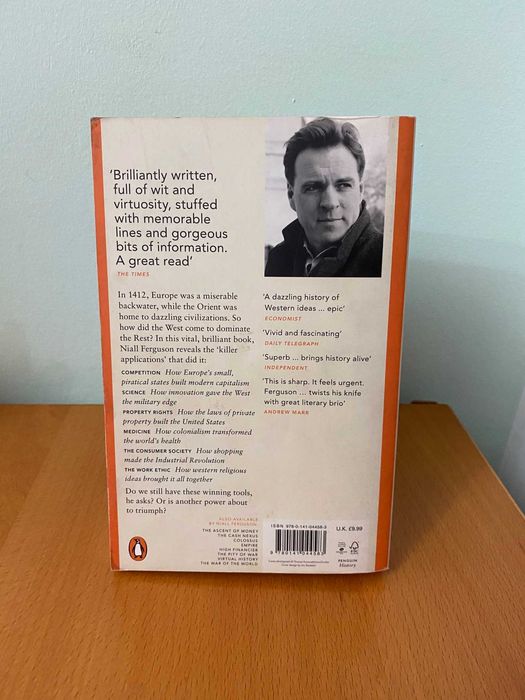 ‘Brilliantly written,
full of wit and
virtuosity, stuffed
with memorable
lines and gorgeous
bits of information.
A great read’
THE TIMES
In 1412, Europe was a miserable
backwater, while the Orient was
home to dazzling civilizations. So
how did the West come to dominate
the Rest? In this vital, brilliant book,
Niall Ferguson reveals the ‘killer
applications’ that did it:
COMPETITION How Europe's small,
piratical states built modern capitalism
SCIENCE How innovation gave the West
the military edge
PROPERTY RIGHTS How the laws of private
property built the United States
MEDICINE How colonialism transformed
the world's health
THE CONSUMER SOCIETY How shopping
made the Industrial Revolution
THE WORK ETHIC How western religious
ideas brought it all together
Do we still have these winning tools,
he asks? Or is another power about
to triumph?
ALSO AVAILABLE
BY NIALL FERGUSON:
THE ASCENT OF MONEY
THE CASH NEXUS
COLOSSUS
EMPIRE
HIGH FINANCIER
THE PITY OF WAR
VIRTUAL HISTORY
THE WAR OF THE WORLD
‘A dazzling history of
Western ideas ... epic’
ECONOMIST
‘Vivid and fascinating’
DAILY TELEGRAPH
‘Superb ... brings history alive’
INDEPENDENT
‘This is sharp. It feels urgent.
Ferguson ... twists his knife
with great literary brio’
ANDREW MARR
ISBN 978-0-141-04458-3
9 780141 044583
U.K. £9.99
PENGUIN
History